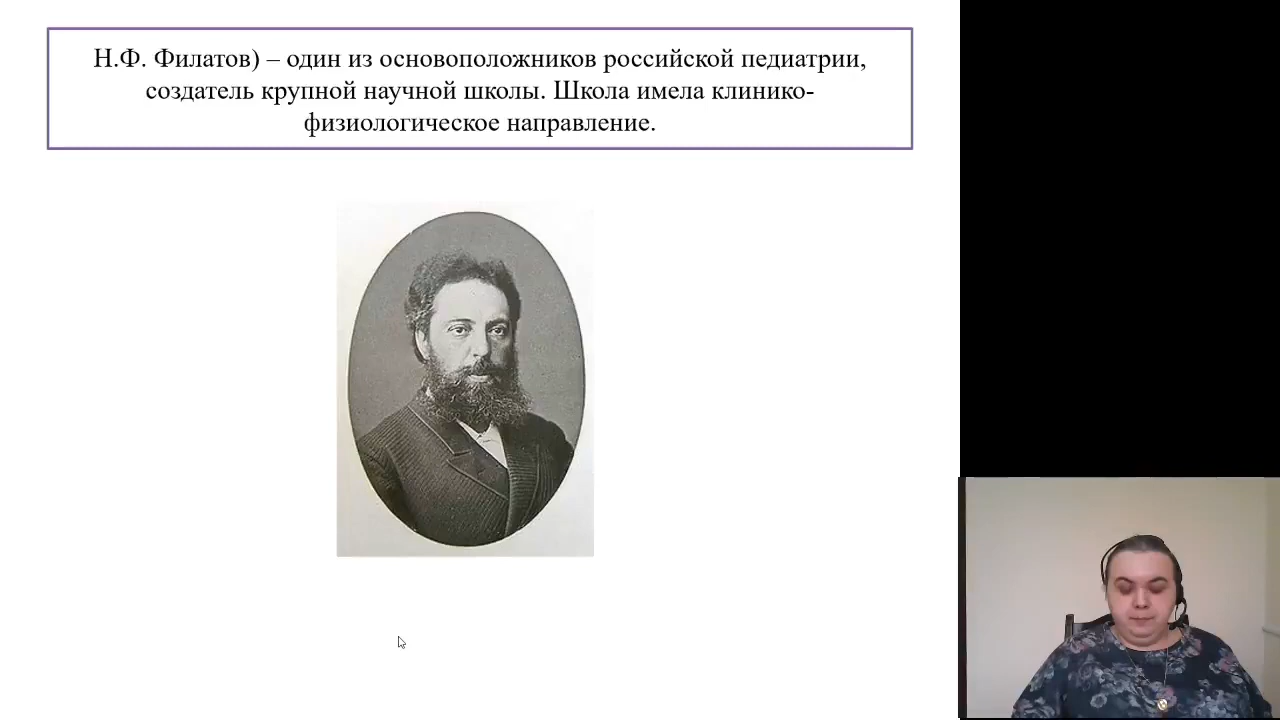 Н.Ф. Филатов) – один из основоположников российской педиатрии,
создатель крупной научной школы. Школа имела клинико-
физиологическое направление.